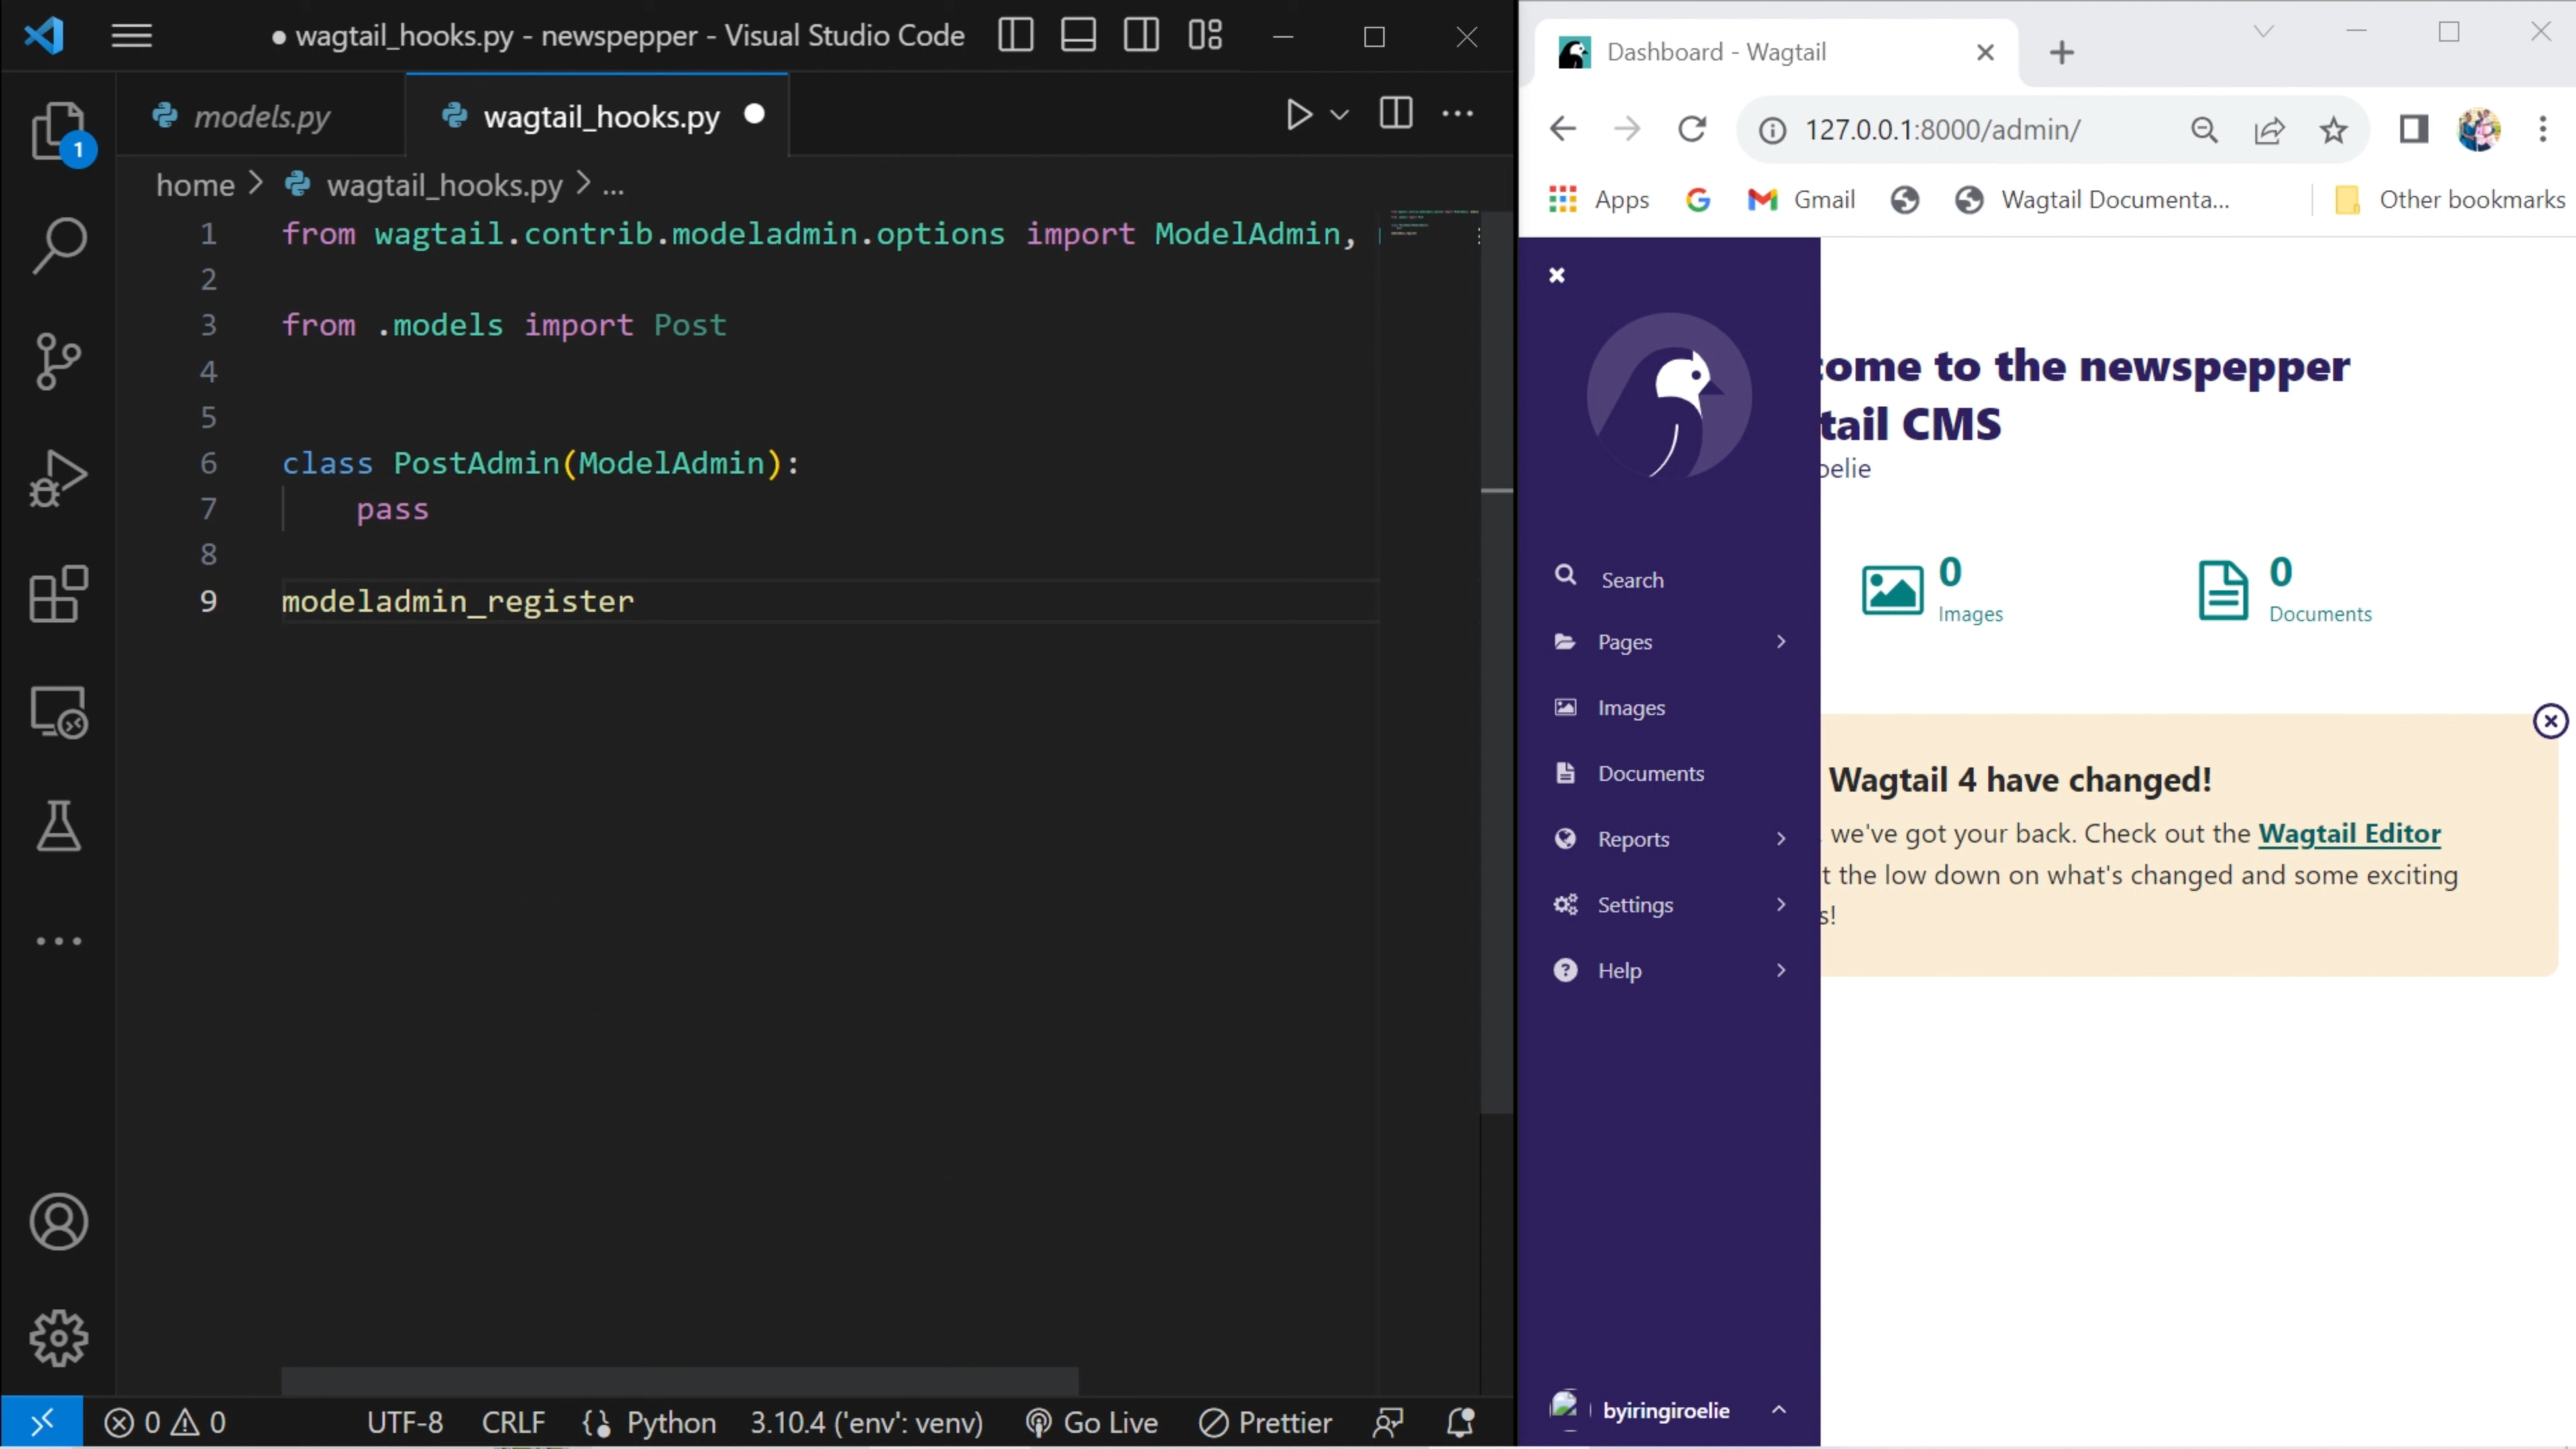 ● wagtail_hooks.py - newspepper - Visual Studio Code
models.py
wagtail_hooks.py
1
home > wagtail_hooks.py > ...
1 from wagtail.contrib.modeladmin.options import ModelAdmin,
2
3 from .models import Post
4
5
6 class PostAdmin(ModelAdmin):
7 pass
8
9 modeladmin_register
0 0 UTF-8 CRLF Python 3.10.4 ('env': venv) Go Live Prettier
Dashboard - Wagtail
127.0.0.1:8000/admin/
Apps Gmail Wagtail Documenta... Other bookmarks
Search
Pages
Images
Documents
Reports
Settings
Help
byiringiroelie
come to the newspepper
tail CMS
oelie
0
Images
0
Documents
Wagtail 4 have changed!
we've got your back. Check out the Wagtail Editor
t the low down on what's changed and some exciting
s!